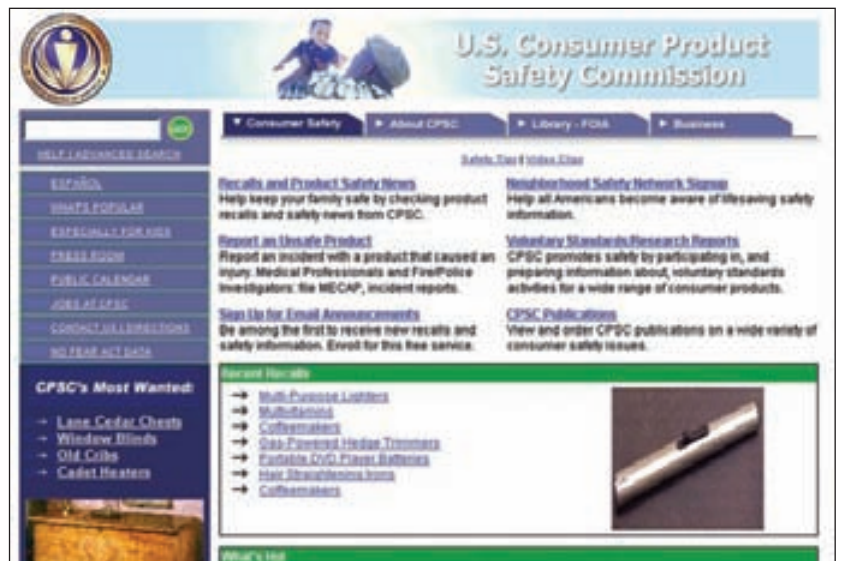 U.S. Consumer Product
Safety Commission
GO
▼ Consumer Safety
► About CPSC
► Library - FOIA
► Business
HELP | ADVANCED SEARCH
Safety Tips | Video Clips
ESPAÑOL
WHAT'S POPULAR
ESPECIALLY FOR KIDS
PRESS ROOM
PUBLIC CALENDAR
JOBS AT CPSC
CONTACT US | DIRECTIONS
NO FEAR ACT DATA
CPSC's Most Wanted:
→ Lane Cedar Chests
→ Window Blinds
→ Old Cribs
→ Cadet Heaters
Recalls and Product Safety News
Help keep your family safe by checking product
recalls and safety news from CPSC.
Report an Unsafe Product
Report an incident with a product that caused an
injury. Medical Professionals and Fire/Police
Investigators: file MECAP, incident reports.
Sign Up for Email Announcements
Be among the first to receive new recalls and
safety information. Enroll for this free service.
Neighborhood Safety Network Signup
Help all Americans become aware of lifesaving safety
information.
Voluntary Standards/Research Reports
CPSC promotes safety by participating in, and
preparing information about, voluntary standards
activities for a wide range of consumer products.
CPSC Publications
View and order CPSC publications on a wide variety of
consumer safety issues.
Recent Recalls
→ Multi-Purpose Lighters
→ Multivitamins
→ Coffeemakers
→ Gas-Powered Hedge Trimmers
→ Portable DVD Player Batteries
→ Hair Straightening Irons
→ Coffeemakers
What's Hot